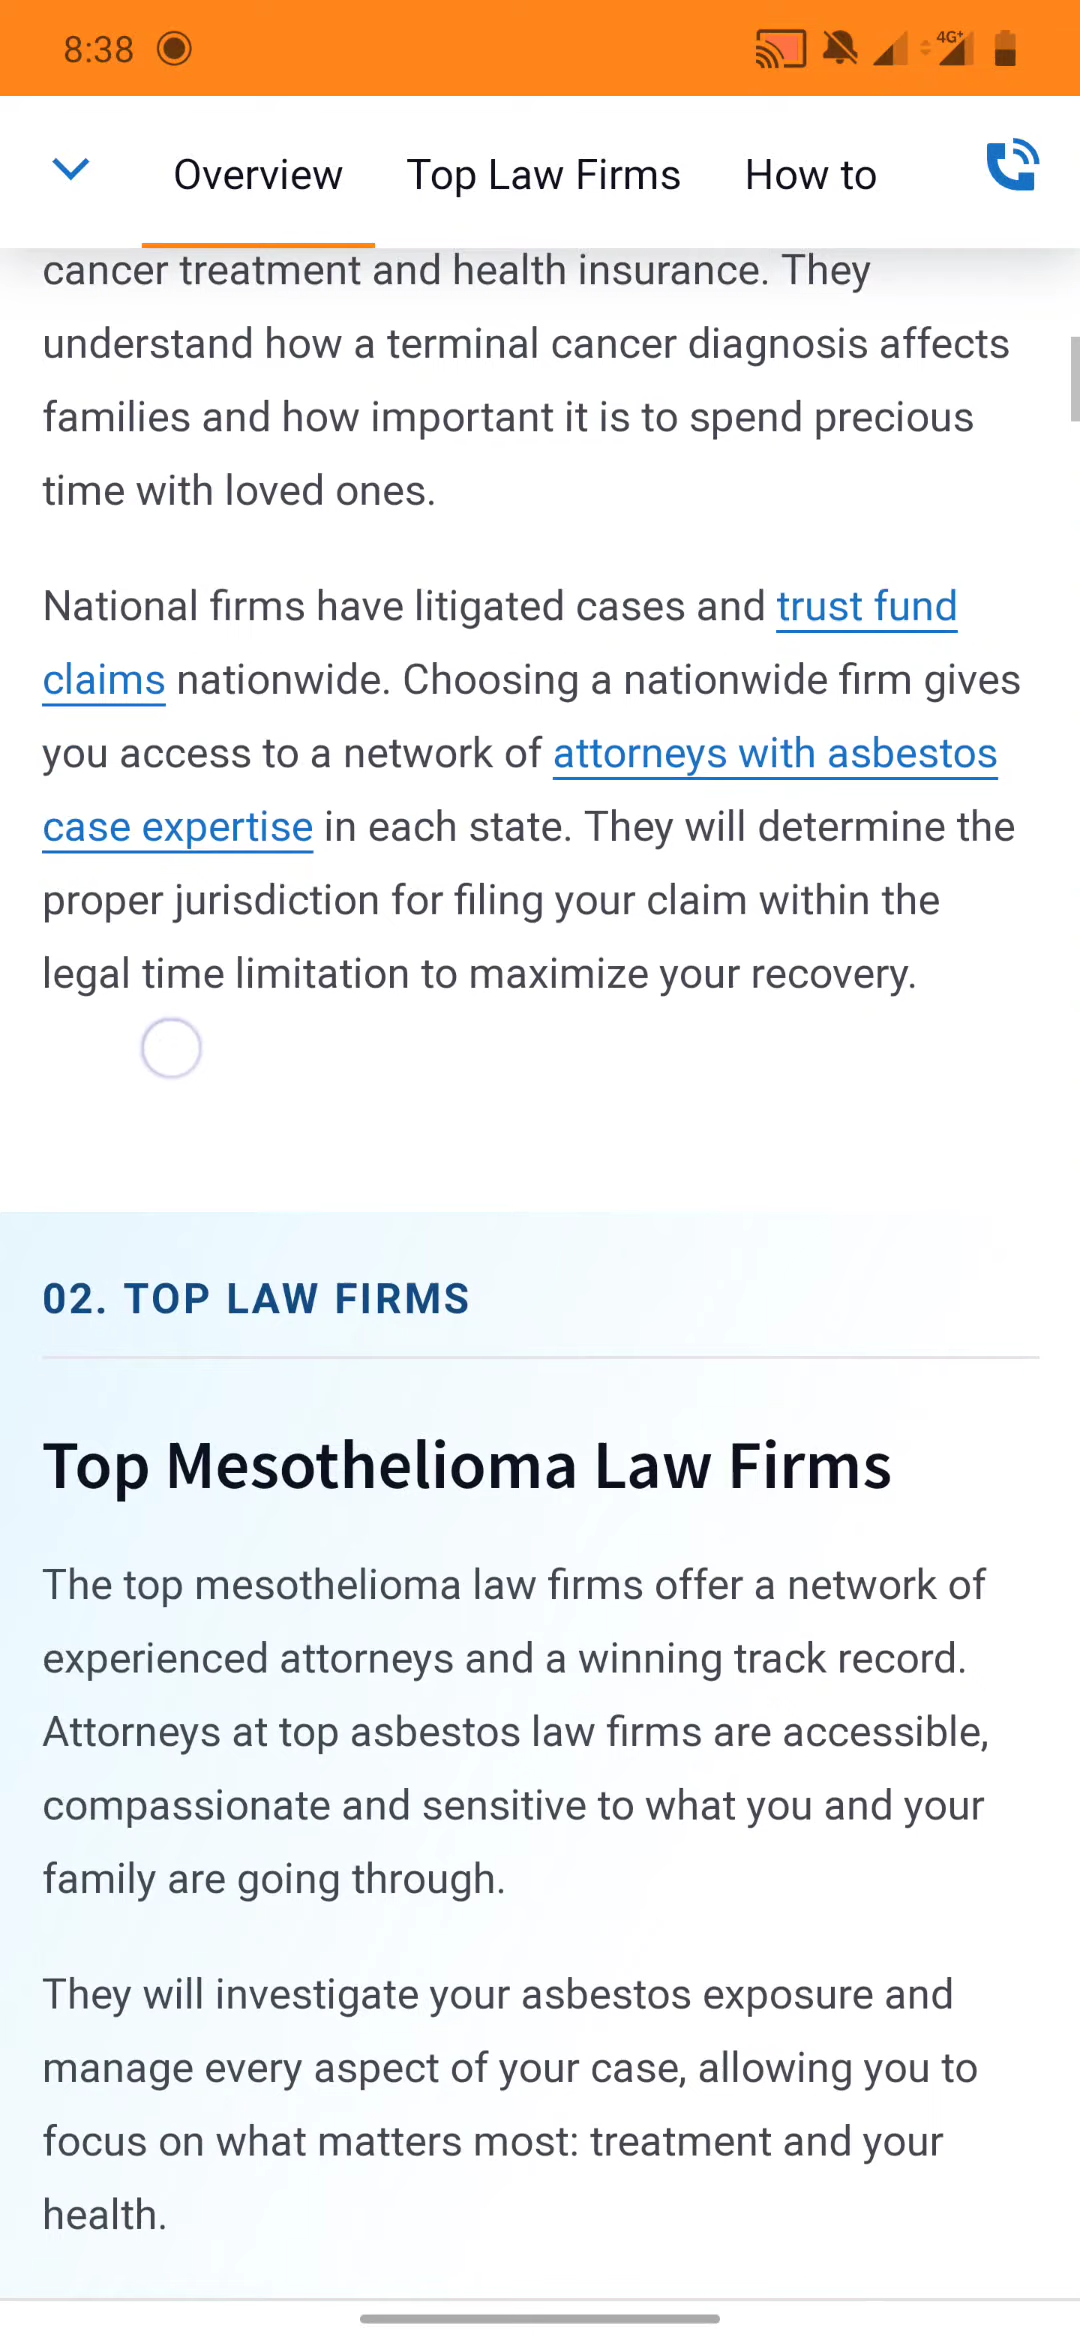 8:38
4G+
Overview Top Law Firms How to
cancer treatment and health insurance. They
understand how a terminal cancer diagnosis affects
families and how important it is to spend precious
time with loved ones.
National firms have litigated cases and trust fund
claims nationwide. Choosing a nationwide firm gives
you access to a network of attorneys with asbestos
case expertise in each state. They will determine the
proper jurisdiction for filing your claim within the
legal time limitation to maximize your recovery.
02. TOP LAW FIRMS
Top Mesothelioma Law Firms
The top mesothelioma law firms offer a network of
experienced attorneys and a winning track record.
Attorneys at top asbestos law firms are accessible,
compassionate and sensitive to what you and your
family are going through.
They will investigate your asbestos exposure and
manage every aspect of your case, allowing you to
focus on what matters most: treatment and your
health.